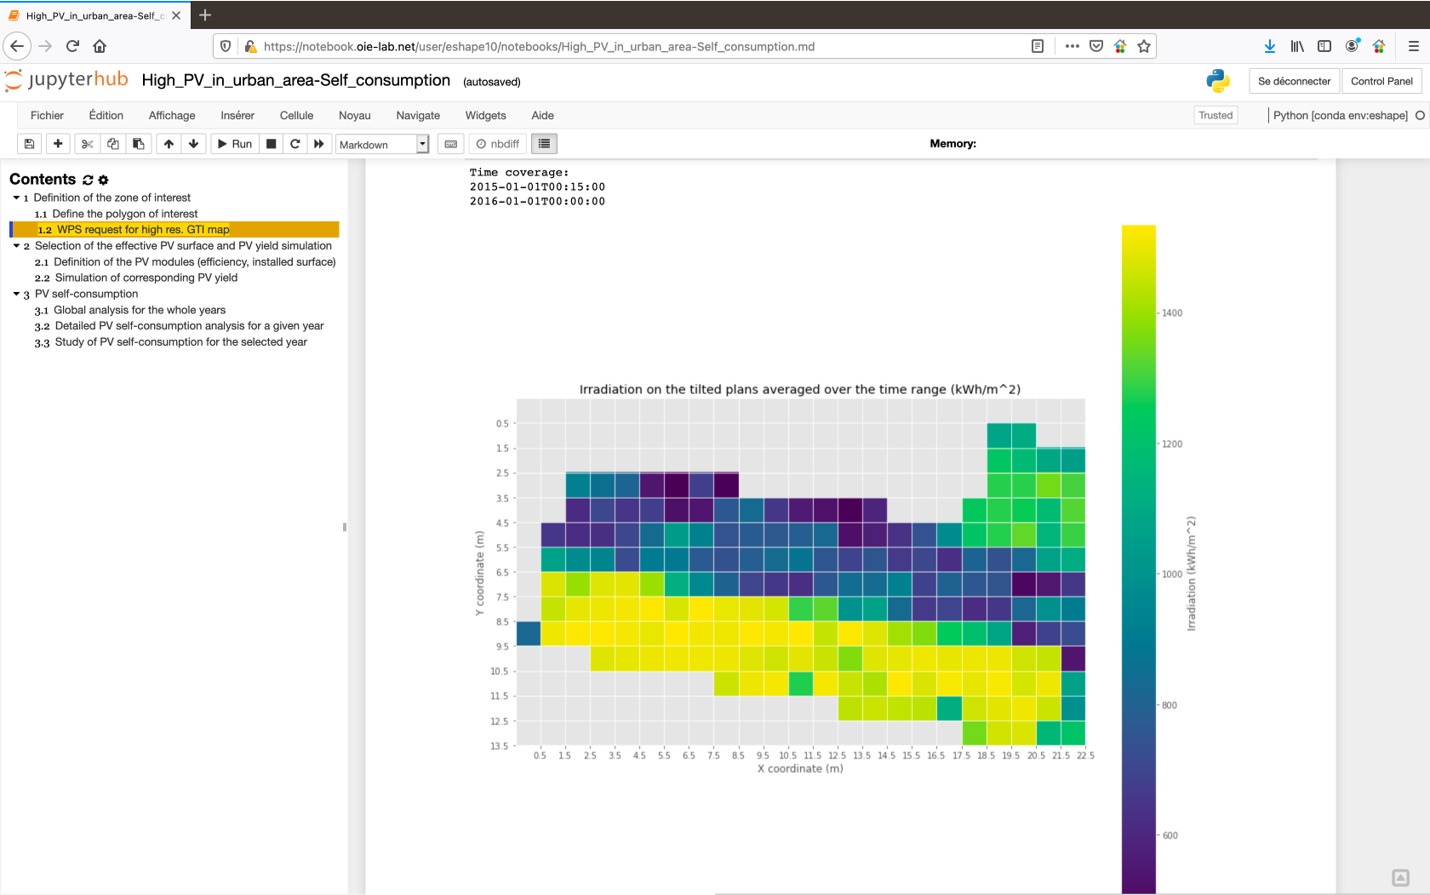 High_PV_in_urban_area-Self_c
https://notebook.oie-lab.net/user/eshape10/notebooks/High_PV_in_urban_area-Self_consumption.md
jupyterhub High_PV_in_urban_area-Self_consumption (autosaved) Se déconnecter Control Panel
Fichier Édition Affichage Insérer Cellule Noyau Navigate Widgets Aide Trusted Python [conda env:eshape]
Run Markdown nbdiff Memory:
Contents
1 Definition of the zone of interest
1.1 Define the polygon of interest
1.2 WPS request for high res. GTI map
2 Selection of the effective PV surface and PV yield simulation
2.1 Definition of the PV modules (efficiency, installed surface)
2.2 Simulation of corresponding PV yield
3 PV self-consumption
3.1 Global analysis for the whole years
3.2 Detailed PV self-consumption analysis for a given year
3.3 Study of PV self-consumption for the selected year
Time coverage:
2015-01-01T00:15:00
2016-01-01T00:00:00
Irradiation on the tilted plans averaged over the time range (kWh/m^2)
Y coordinate (m)
0.5
1.5
2.5
3.5
4.5
5.5
6.5
7.5
8.5
9.5
10.5
11.5
12.5
13.5
0.5 1.5 2.5 3.5 4.5 5.5 6.5 7.5 8.5 9.5 10.5 11.5 12.5 13.5 14.5 15.5 16.5 17.5 18.5 19.5 20.5 21.5 22.5
X coordinate (m)
1400
1200
1000
800
600
Irradiation (kWh/m^2)